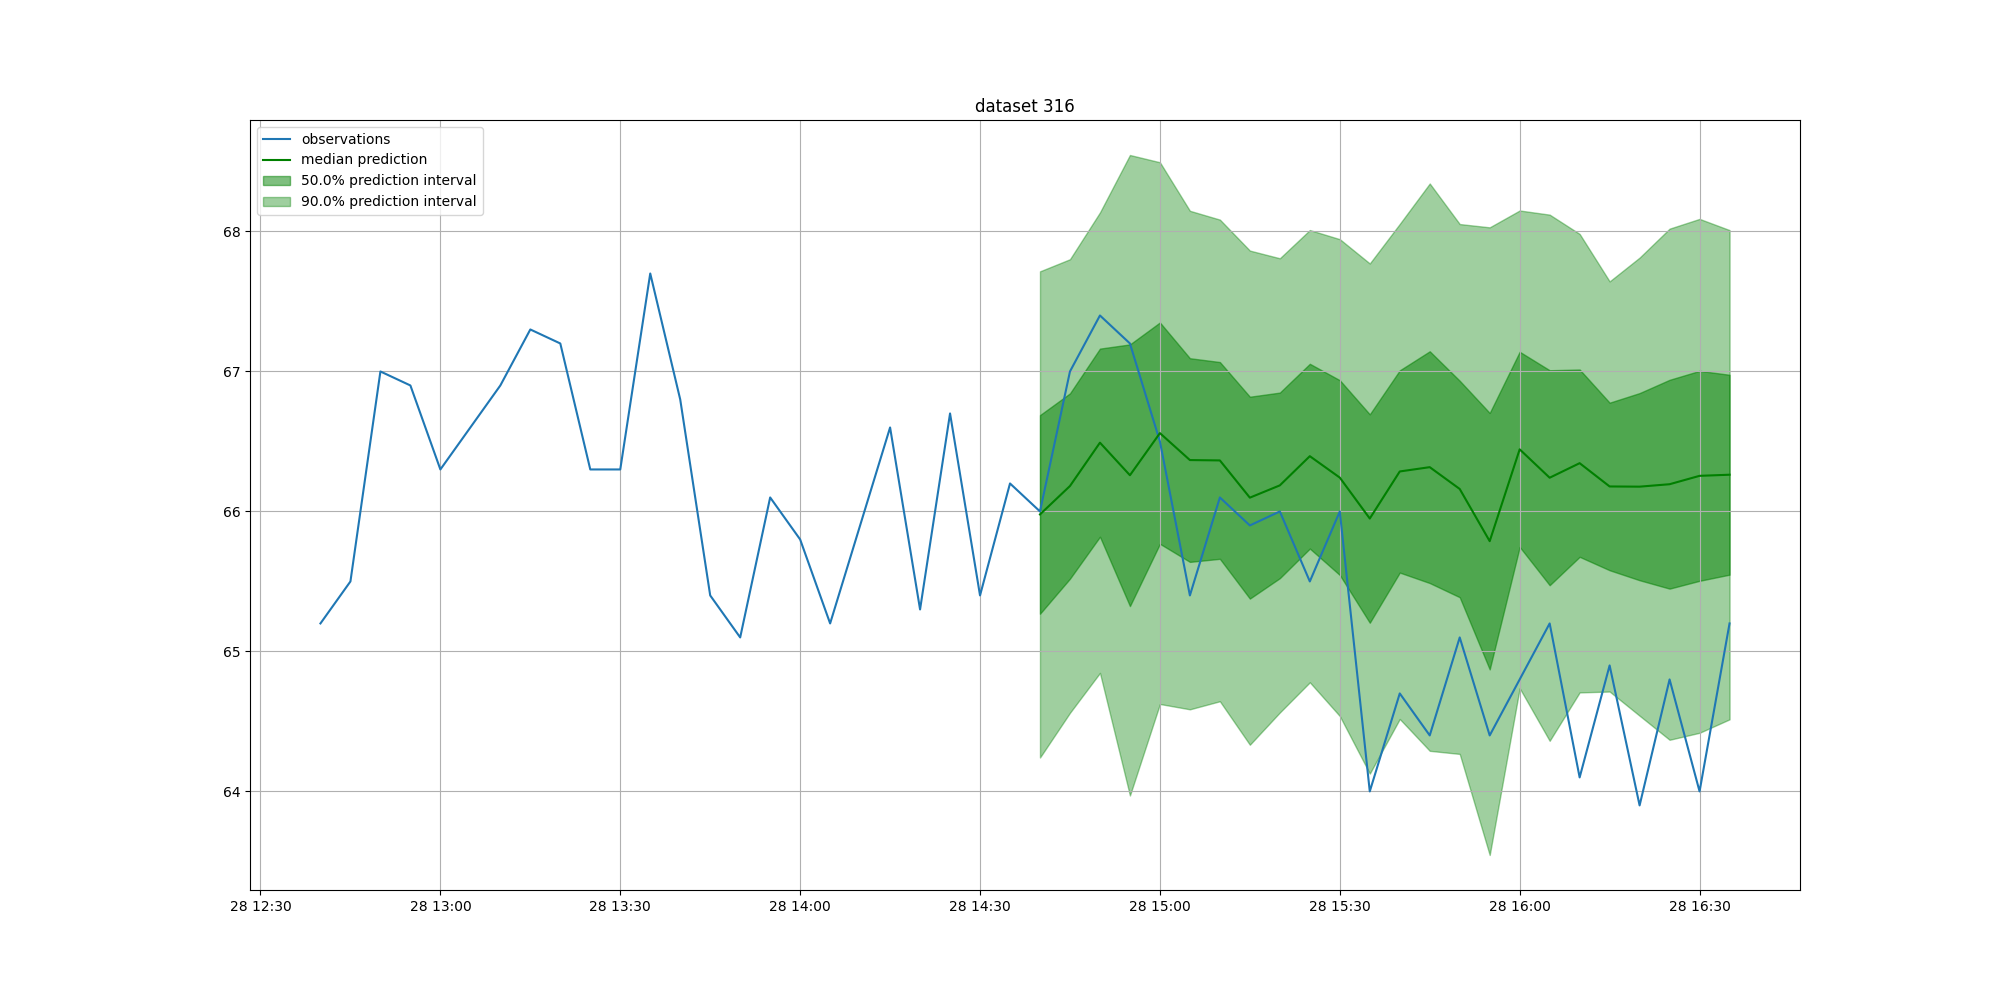 dataset 316
observations
median prediction
50.0% prediction interval
90.0% prediction interval
68
67
66
65
64
28 12:30
28 13:00
28 13:30
28 14:00
28 14:30
28 15:00
28 15:30
28 16:00
28 16:30